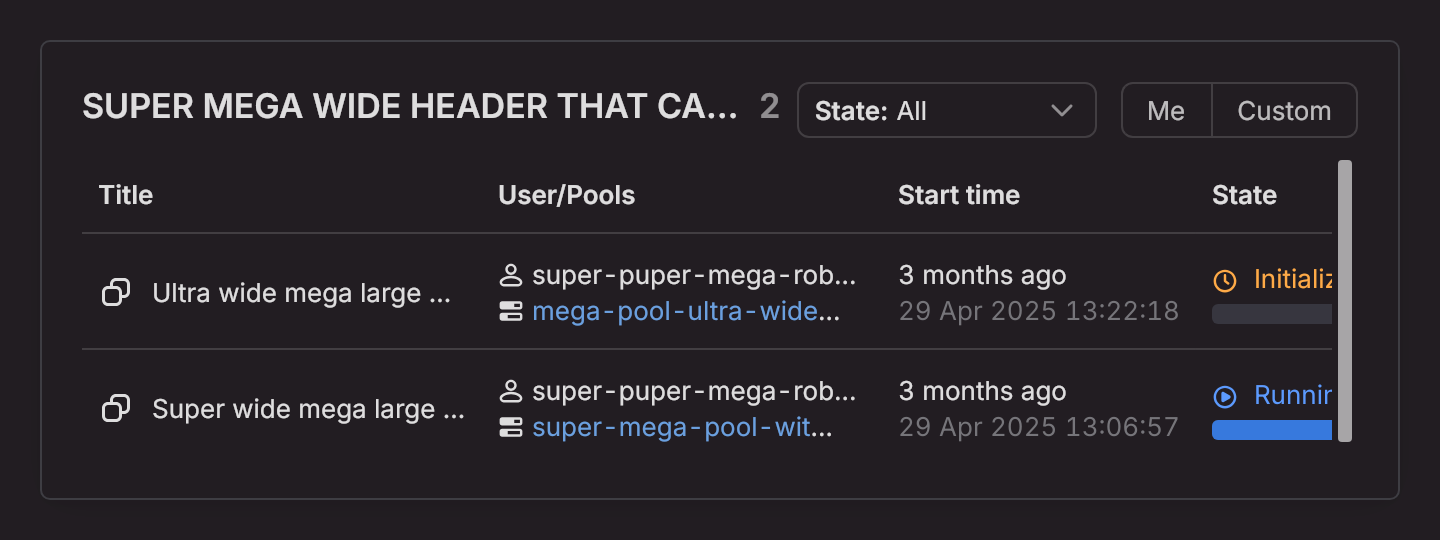 SUPER MEGA WIDE HEADER THAT CA... 2 State: All Me Custom
Title User/Pools Start time State
Ultra wide mega large ... super-puper-mega-rob... 3 months ago Initializ
mega-pool-ultra-wide... 29 Apr 2025 13:22:18
Super wide mega large ... super-puper-mega-rob... 3 months ago Runnin
super-mega-pool-wit... 29 Apr 2025 13:06:57